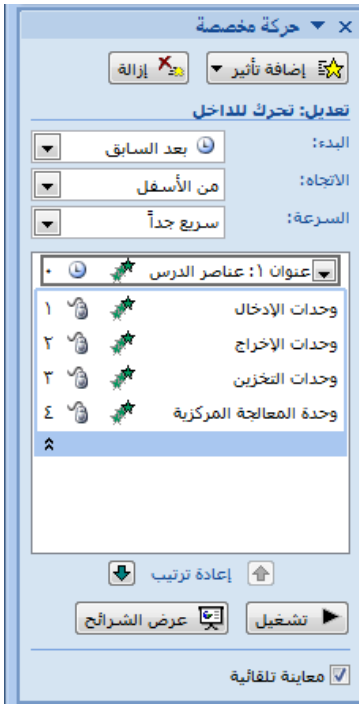 حركة مخصصة
إضافة تأثير إزالة
تعديل: تحرك للداخل
البدء: بعد السابق
الاتجاه: من الأسفل
السرعة: سريع جداً
عنوان ١: عناصر الدرس ٠
وحدات الإدخال ١
وحدات الإخراج ٢
وحدات التخزين ٣
وحدة المعالجة المركزية ٤
إعادة ترتيب
تشغيل عرض الشرائح
معاينة تلقائية